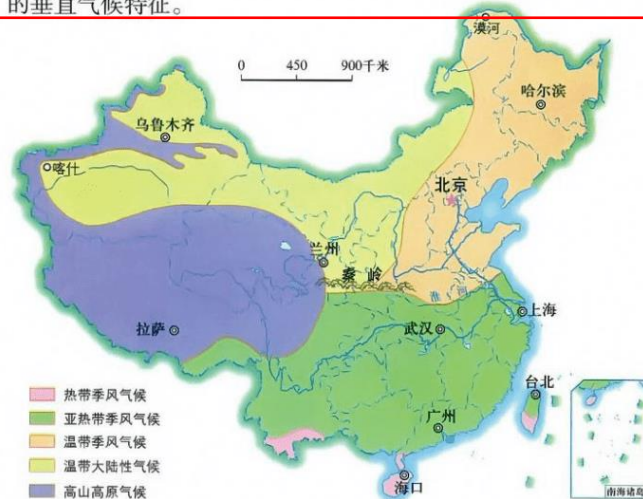 的垂直气候特征。
漠河
0 450 900千米
哈尔滨
乌鲁木齐
喀什
北京
兰州
秦岭
淮河
上海
拉萨
武汉
台北
广州
海口
热带季风气候
亚热带季风气候
温带季风气候
温带大陆性气候
高山高原气候
南海诸岛